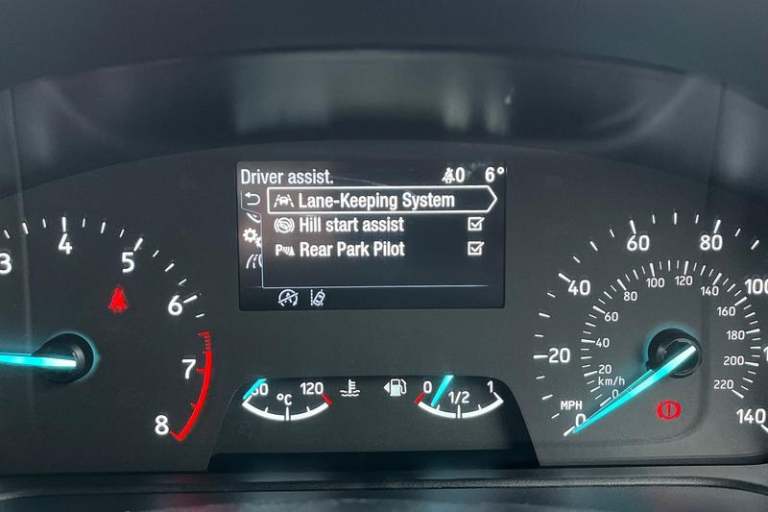 Driver assist. 0 6°
Lane-Keeping System
Hill start assist
Rear Park Pilot
P
3 4 5 6 7 8
120
°C
0 1/2 1
0 20 40 60 80 100 140
MPH
km/h
0 20 40 60 80 100 120 140 160 180 200 220